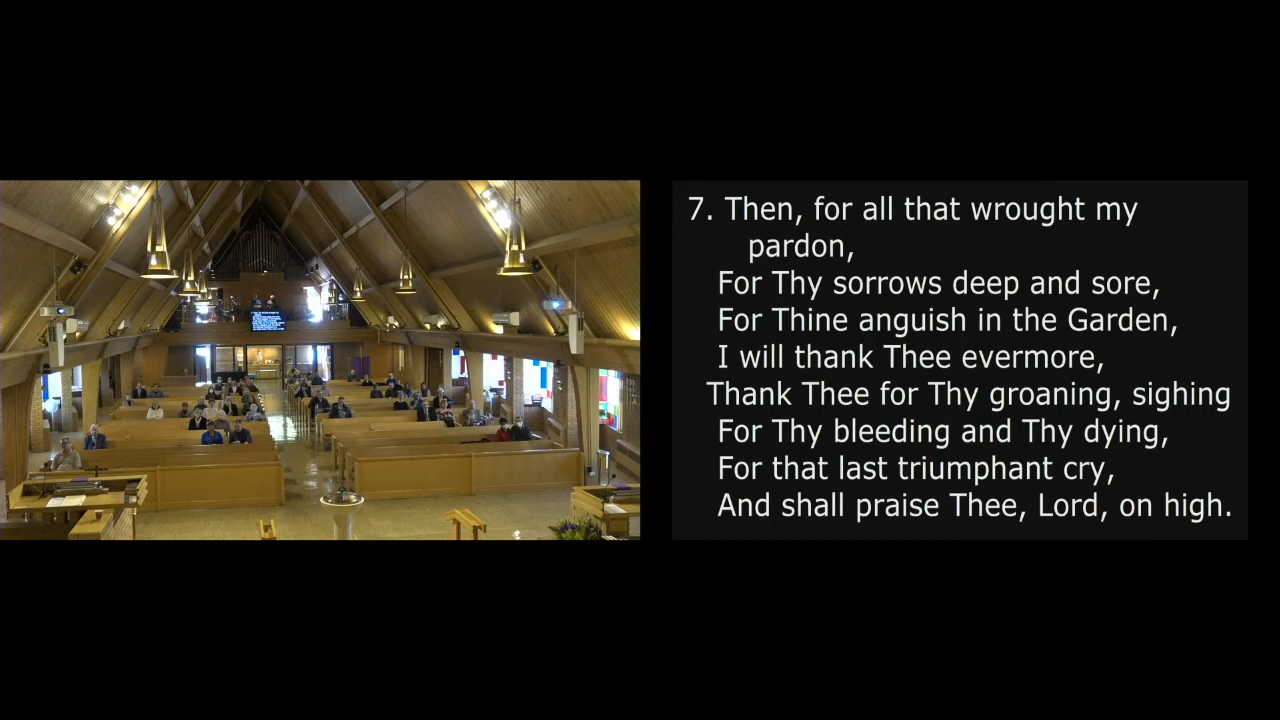 7. Then, for all that wrought my
pardon,
For Thy sorrows deep and sore,
For Thine anguish in the Garden,
I will thank Thee evermore,
Thank Thee for Thy groaning, sighing
For Thy bleeding and Thy dying,
For that last triumphant cry,
And shall praise Thee, Lord, on high.